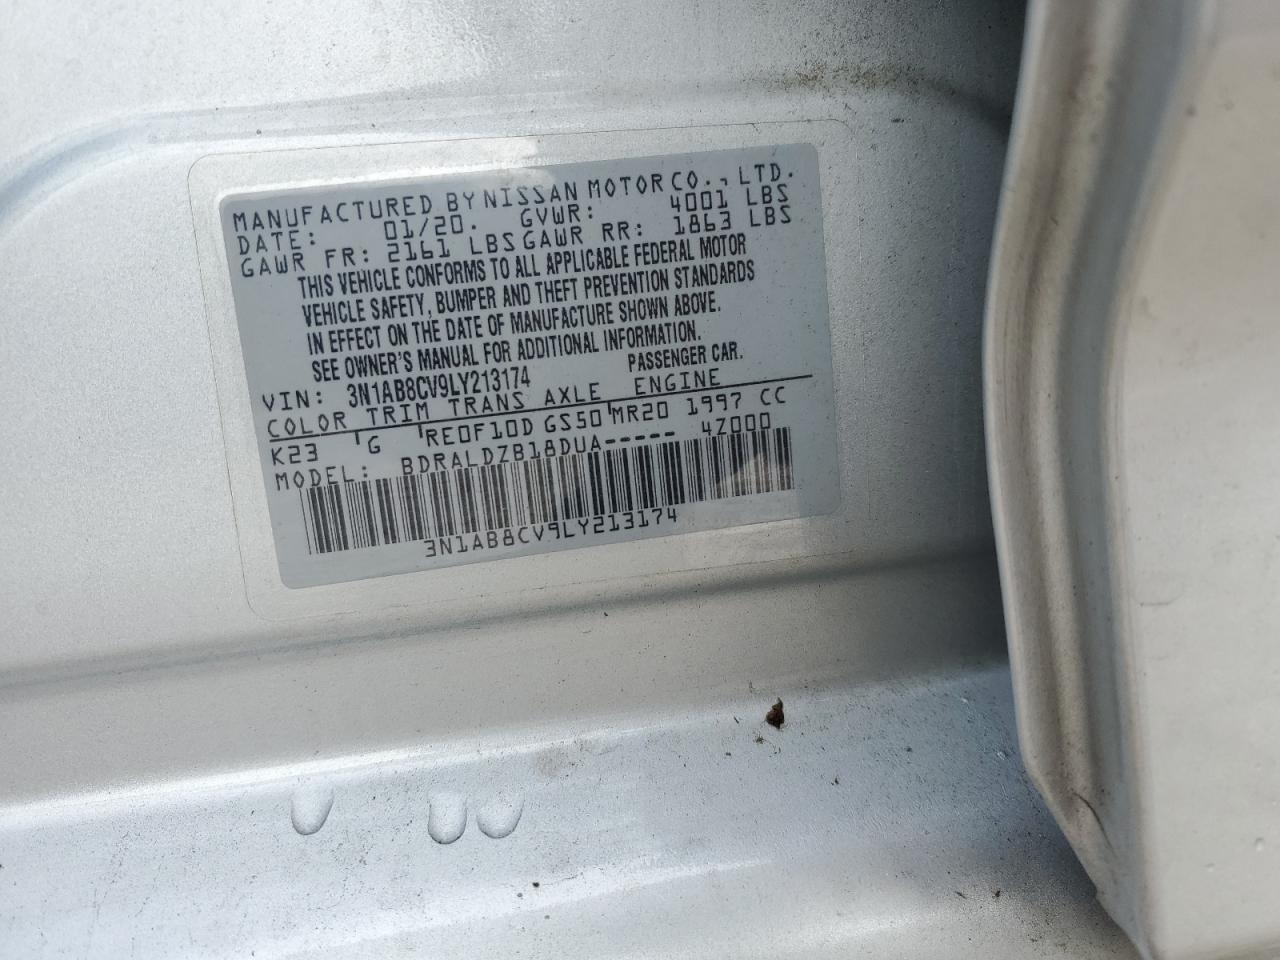 MANUFACTURED BY NISSAN MOTOR CO., LTD.
DATE: 01/20. GVWR: 4001 LBS
GAWR FR: 2161 LBS GAWR RR: 1863 LBS
THIS VEHICLE CONFORMS TO ALL APPLICABLE FEDERAL MOTOR
VEHICLE SAFETY, BUMPER AND THEFT PREVENTION STANDARDS
IN EFFECT ON THE DATE OF MANUFACTURE SHOWN ABOVE.
SEE OWNER'S MANUAL FOR ADDITIONAL INFORMATION.
VIN: 3N1AB8CV9LY213174 PASSENGER CAR.
COLOR TRIM TRANS AXLE ENGINE
K23 G RE0F10D GS50 MR20 1997 CC
MODEL: BDRALDZB18DUA----- 4Z000
3N1AB8CV9LY213174